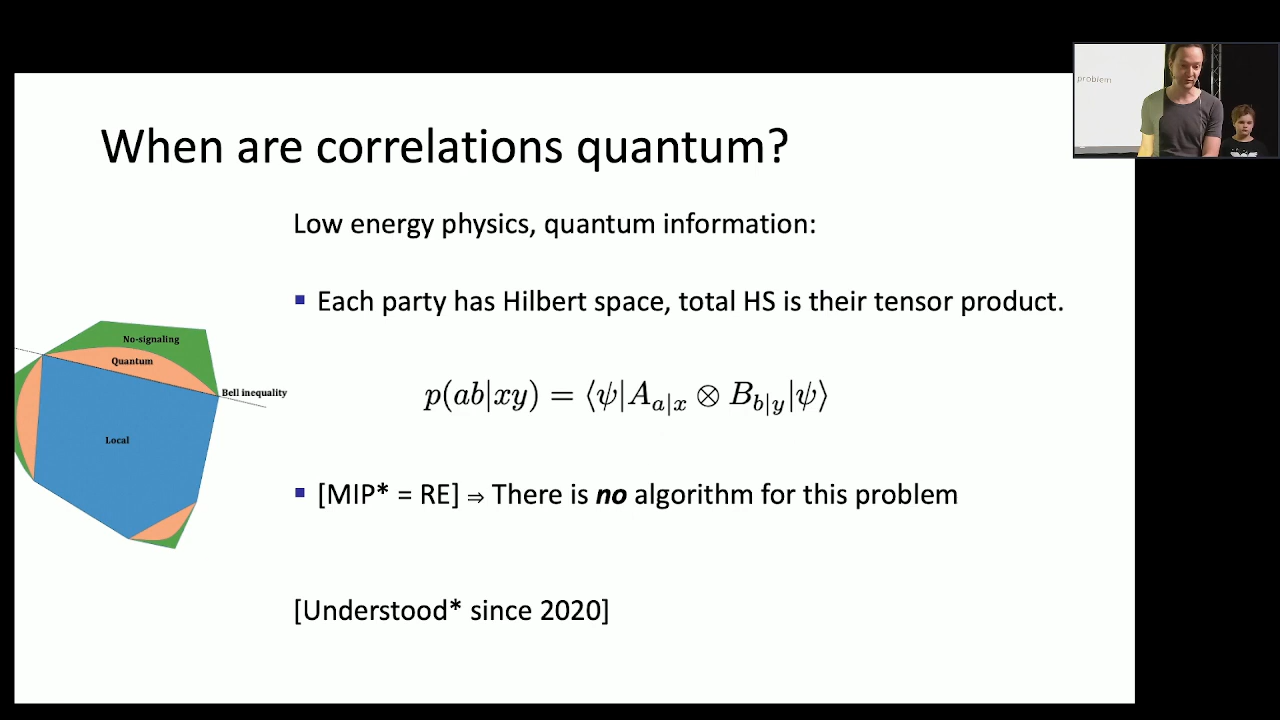 problem
When are correlations quantum?
Low energy physics, quantum information:
▪ Each party has Hilbert space, total HS is their tensor product.
No-signaling
Quantum
Bell inequality
Local
p(ab|xy) = ⟨ψ|A_{a|x} ⊗ B_{b|y}|ψ⟩
▪ [MIP* = RE] ⇒ There is no algorithm for this problem
[Understood* since 2020]